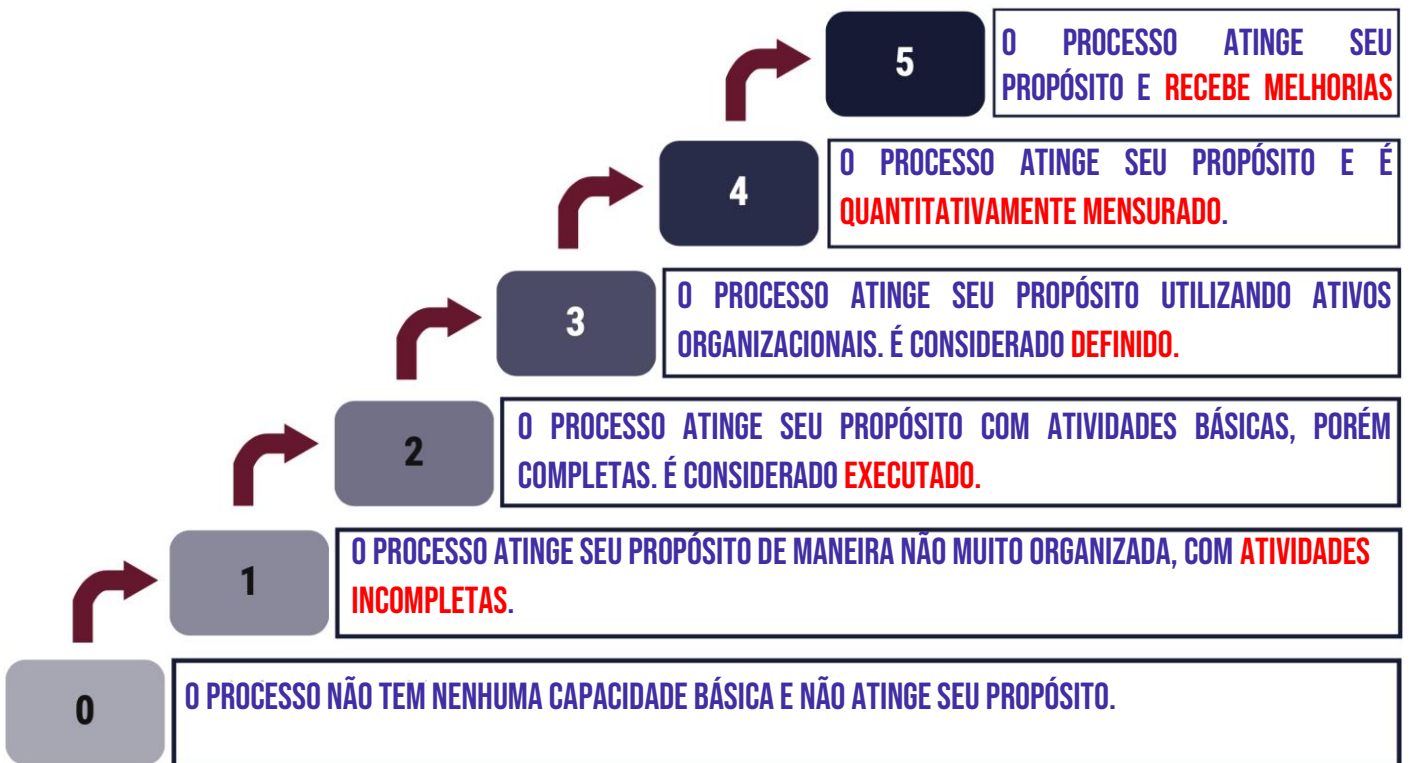 5
O PROCESSO ATINGE SEU
PROPÓSITO E RECEBE MELHORIAS
4
O PROCESSO ATINGE SEU PROPÓSITO E É
QUANTITATIVAMENTE MENSURADO.
3
O PROCESSO ATINGE SEU PROPÓSITO UTILIZANDO ATIVOS
ORGANIZACIONAIS. É CONSIDERADO DEFINIDO.
2
O PROCESSO ATINGE SEU PROPÓSITO COM ATIVIDADES BÁSICAS, PORÉM
COMPLETAS. É CONSIDERADO EXECUTADO.
1
O PROCESSO ATINGE SEU PROPÓSITO DE MANEIRA NÃO MUITO ORGANIZADA, COM ATIVIDADES
INCOMPLETAS.
0
O PROCESSO NÃO TEM NENHUMA CAPACIDADE BÁSICA E NÃO ATINGE SEU PROPÓSITO.